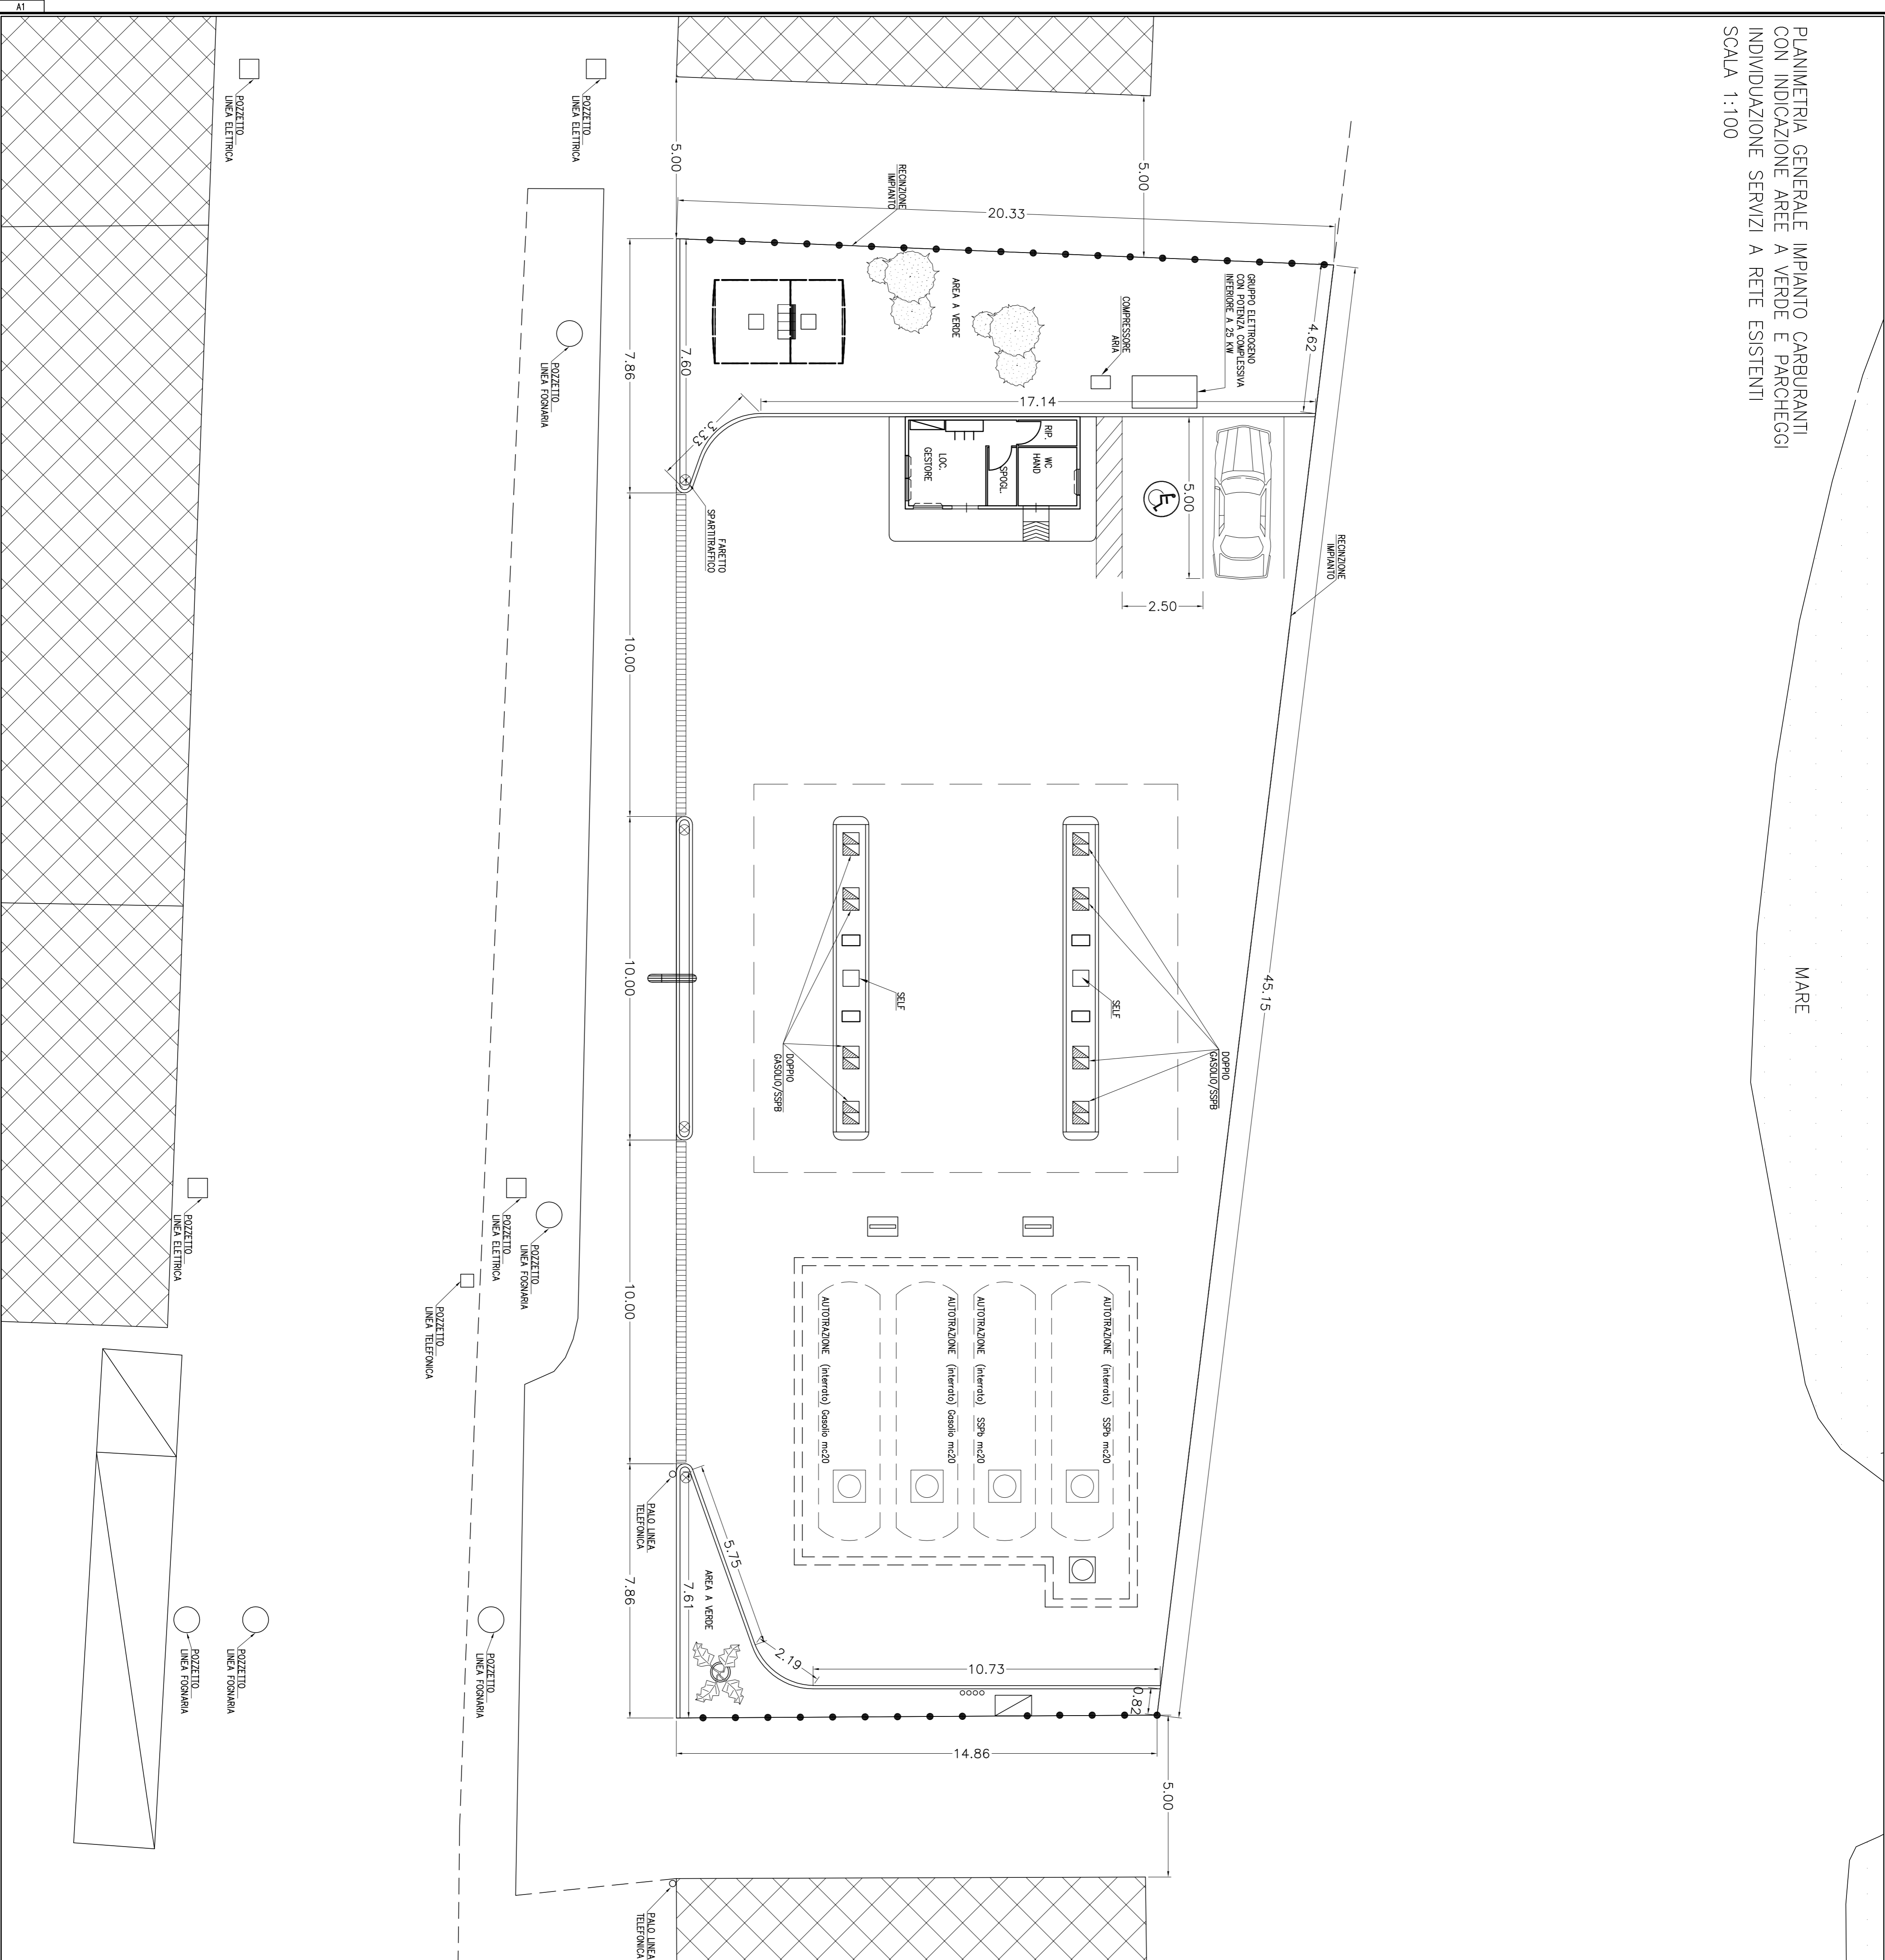 A1
PLANIMETRIA GENERALE IMPIANTO CARBURANTI
CON INDICAZIONE AREE A VERDE E PARCHEGGI
INDIVIDUAZIONE SERVIZI A RETE ESISTENTI
SCALA 1:100
MARE
POZZETTO
LINEA ELETTRICA
POZZETTO
LINEA ELETTRICA
5.00
5.00
20.33
RECINZIONE
IMPIANTO
AREA A VERDE
GRUPPO ELETTROGENO
CON POTENZA COMPLESSIVA
INFERIORE A 25 KW
COMPRESSORE
ARIA
4.62
17.14
7.60
7.86
3.33
POZZETTO
LINEA FOGNARIA
RIP.
WC
HAND
SPOGL.
LOC.
GESTORE
5.00
2.50
FARETTO
SPARTITRAFFICO
RECINZIONE
IMPIANTO
10.00
45.15
SELF
SELF
10.00
DOPPIO
GASOLIO/SSPB
DOPPIO
GASOLIO/SSPB
POZZETTO
LINEA ELETTRICA
POZZETTO
LINEA ELETTRICA
POZZETTO
LINEA FOGNARIA
POZZETTO
LINEA TELEFONICA
10.00
AUTOTRAZIONE (interrato) SSPb mc20
AUTOTRAZIONE (interrato) SSPb mc20
AUTOTRAZIONE (interrato) Gasolio mc20
AUTOTRAZIONE (interrato) Gasolio mc20
PALO LINEA
TELEFONICA
5.75
7.61
7.86
AREA A VERDE
2.19
10.73
0.82
14.86
5.00
POZZETTO
LINEA FOGNARIA
POZZETTO
LINEA FOGNARIA
POZZETTO
LINEA FOGNARIA
PALO LINEA
TELEFONICA